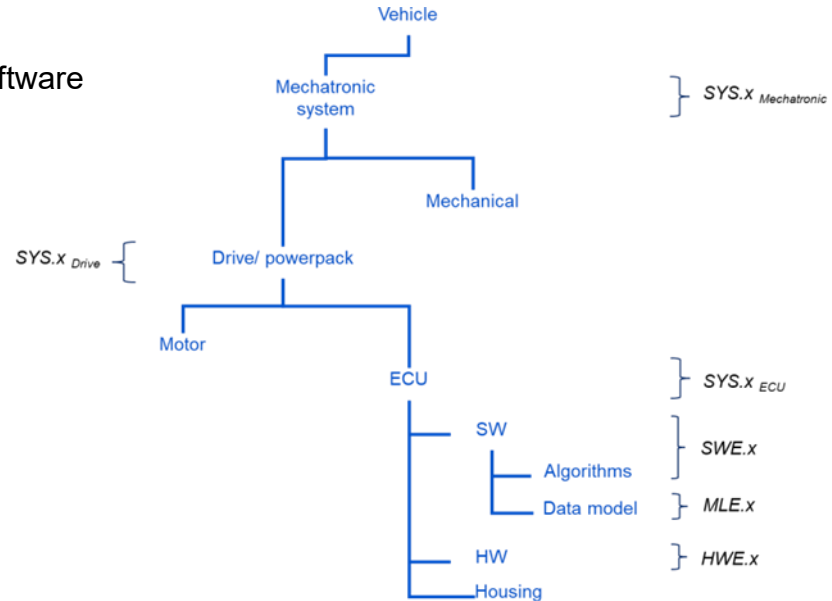 Vehicle
ftware
Mechatronic
system
SYS.x Mechatronic
Mechanical
SYS.x Drive
Drive/ powerpack
Motor
ECU
SYS.x ECU
SW
SWE.x
Algorithms
Data model
MLE.x
HW
HWE.x
Housing